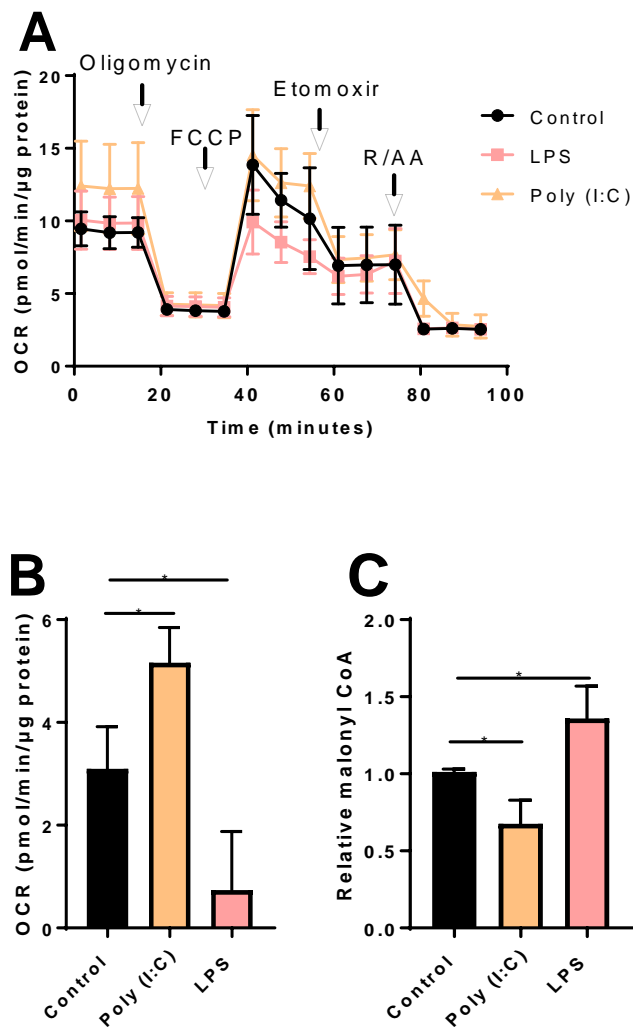 A
Oligomycin
FCCP
Etomoxir
R/AA
Control
LPS
Poly (I:C)
OCR (pmol/min/µg protein)
20
15
10
5
0
0 20 40 60 80 100
Time (minutes)
B
OCR (pmol/min/µg protein)
6
4
2
0
*
*
Control
Poly (I:C)
LPS
C
Relative malonyl CoA
2.0
1.5
1.0
0.5
0.0
*
*
Control
Poly (I:C)
LPS